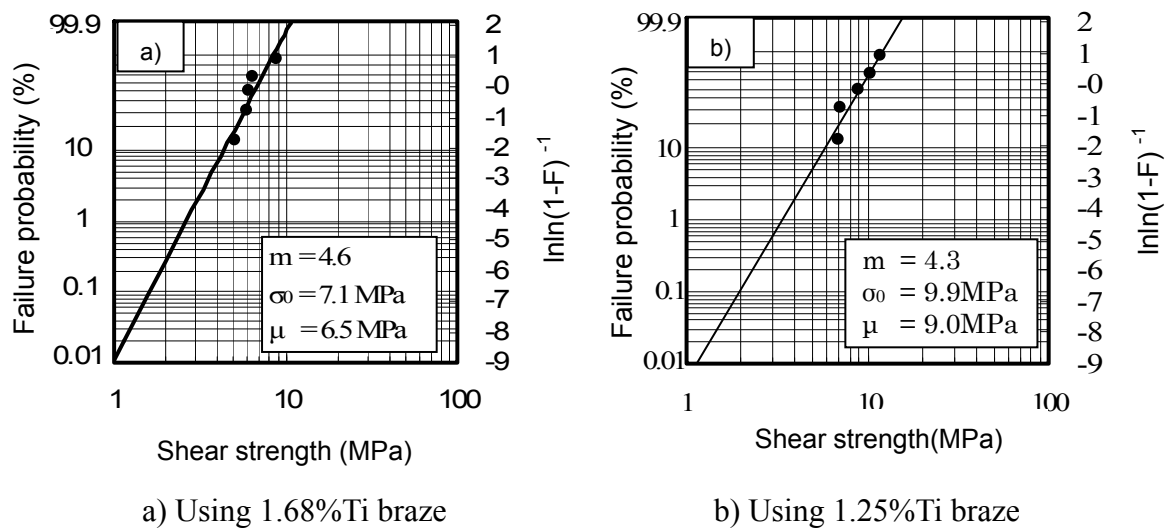 a)
99.9
10
1
0.1
0.01
Failure probability (%)
2
1
-0
-1
-2
-3
-4
-5
-6
-7
-8
-9
lnln(1-F) -1
m = 4.6
σ0 = 7.1 MPa
μ = 6.5 MPa
1 10 100
Shear strength (MPa)
a) Using 1.68%Ti braze
b)
99.9
10
1
0.1
0.01
Failure probability (%)
2
1
-0
-1
-2
-3
-4
-5
-6
-7
-8
-9
lnln(1-F) -1
m = 4.3
σ0 = 9.9MPa
μ = 9.0MPa
1 10 100
Shear strength(MPa)
b) Using 1.25%Ti braze